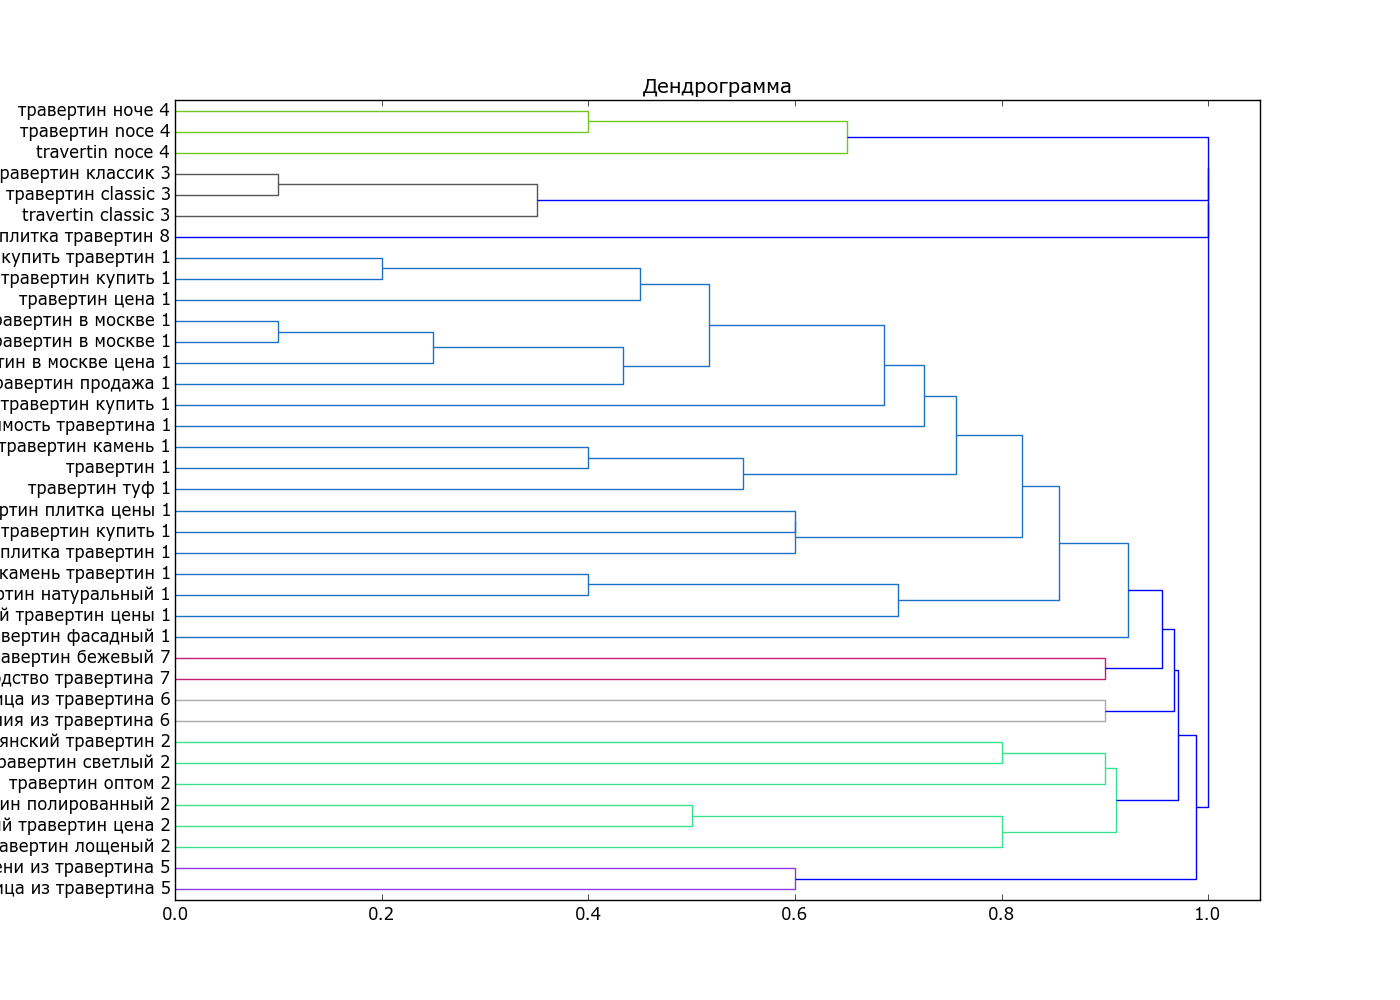 Дендрограмма
травертин ноче 4
травертин noce 4
travertin noce 4
равертин классик 3
травертин classic 3
travertin classic 3
плитка травертин 8
купить травертин 1
травертин купить 1
травертин цена 1
равертин в москве 1
равертин в москве 1
тин в москве цена 1
равертин продажа 1
травертин купить 1
имость травертина 1
травертин камень 1
травертин 1
травертин туф 1
ртин плитка цены 1
травертин купить 1
плитка травертин 1
камень травертин 1
ртин натуральный 1
й травертин цены 1
вертин фасадный 1
авертин бежевый 7
дство травертина 7
ица из травертина 6
ния из травертина 6
янский травертин 2
равертин светлый 2
травертин оптом 2
ин полированный 2
ый травертин цена 2
авертин лощеный 2
ени из травертина 5
ица из травертина 5
0.0 0.2 0.4 0.6 0.8 1.0